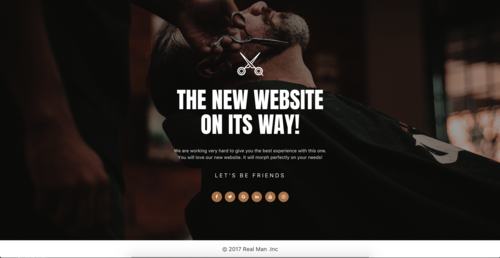 THE NEW WEBSITE
ON ITS WAY!
We are working very hard to give you the best experience with this one.
You will love our new website. It will morph perfectly on your needs!
LET'S BE FRIENDS
© 2017 Real Man .Inc